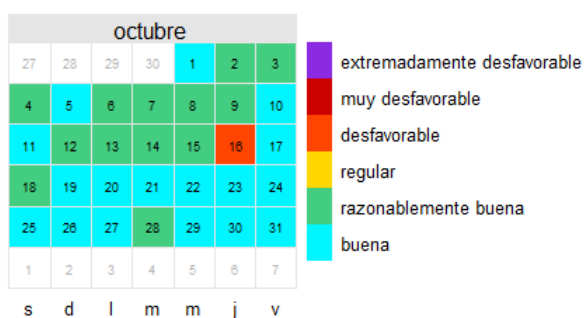 octubre
27 28 29 30 1 2 3
4 5 6 7 8 9 10
11 12 13 14 15 16 17
18 19 20 21 22 23 24
25 26 27 28 29 30 31
1 2 3 4 5 6 7
s d l m m j v
extremadamente desfavorable
muy desfavorable
desfavorable
regular
razonablemente buena
buena